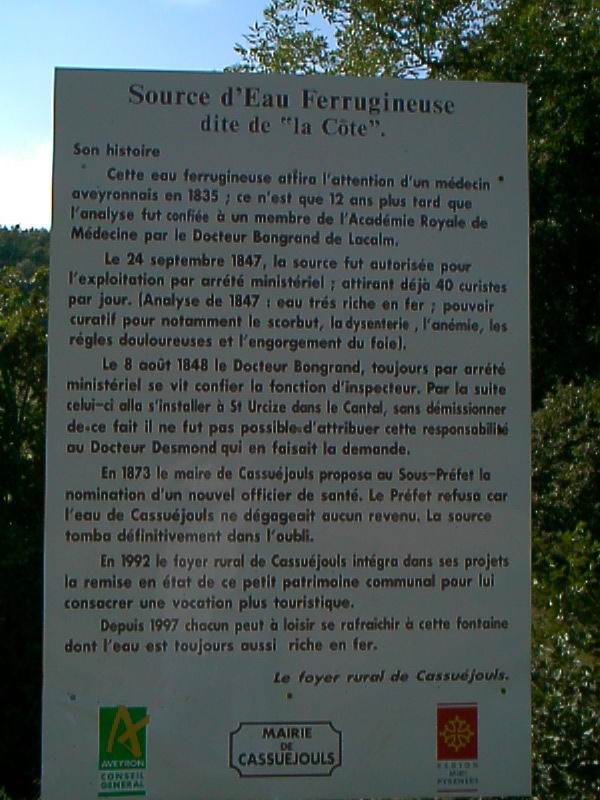 Source d'Eau Ferrugineuse
dite de "la Côte".
Son histoire
Cette eau ferrugineuse attira l'attention d'un médecin
aveyronnais en 1835 ; ce n'est que 12 ans plus tard que
l'analyse fut confiée à un membre de l'Académie Royale de
Médecine par le Docteur Bongrand de Lacalm.
Le 24 septembre 1847, la source fut autorisée pour
l'exploitation par arrété ministériel ; attirant déjà 40 curistes
par jour. (Analyse de 1847 : eau trés riche en fer ; pouvoir
curatif pour notamment le scorbut, la dysenterie , l'anémie, les
régles douloureuses et l'engorgement du foie).
Le 8 août 1848 le Docteur Bongrand, toujours par arrété
ministériel se vit confier la fonction d'inspecteur. Par la suite
celui-ci alla s'installer à St Urcize dans le Cantal, sans démissionner
de ce fait il ne fut pas possible d'attribuer cette responsabilité
au Docteur Desmond qui en faisait la demande.
En 1873 le maire de Cassuéjouls proposa au Sous-Préfet la
nomination d'un nouvel officier de santé. Le Préfet refusa car
l'eau de Cassuéjouls ne dégageait aucun revenu. La source
tomba définitivement dans l'oubli.
En 1992 le foyer rural de Cassuéjouls intégra dans ses projets
la remise en état de ce petit patrimoine communal pour lui
consacrer une vocation plus touristique.
Depuis 1997 chacun peut à loisir se rafraichir à cette fontaine
dont l'eau est toujours aussi riche en fer.
Le foyer rural de Cassuéjouls.
AVEYRON
CONSEIL
GENERAL
MAIRIE
DE
CASSUEJOULS
REGION
MIDI
PYRENEES